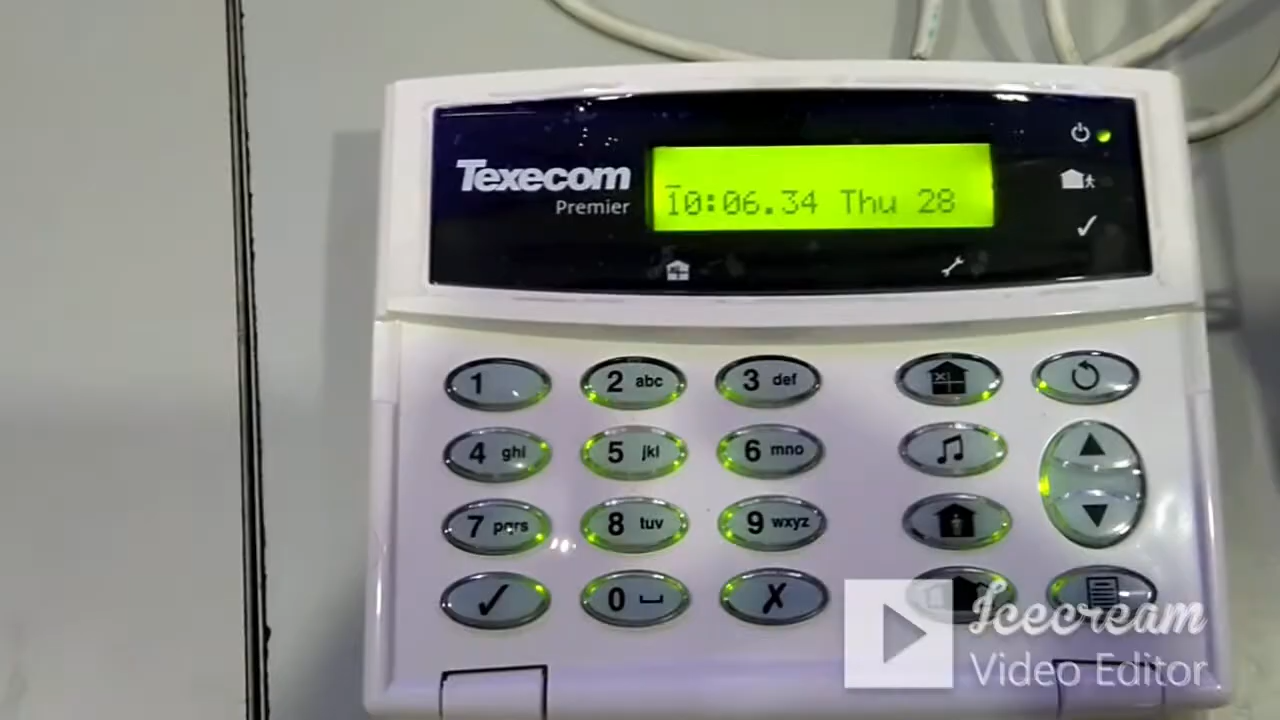 Texecom
Premier
10:06.34 Thu 28
1
2 abc
3 def
4 ghi
5 jkl
6 mno
7 pqrs
8 tuv
9 wxyz
0
Icecream
Video Editor